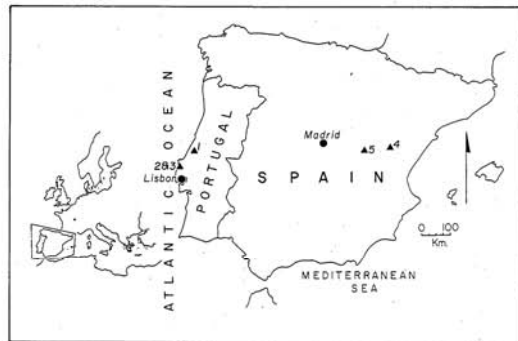 ATLANTIC OCEAN
PORTUGAL
1
2&3
Lisbon
Madrid
5
4
SPAIN
0 100
Km.
MEDITERRANEAN
SEA